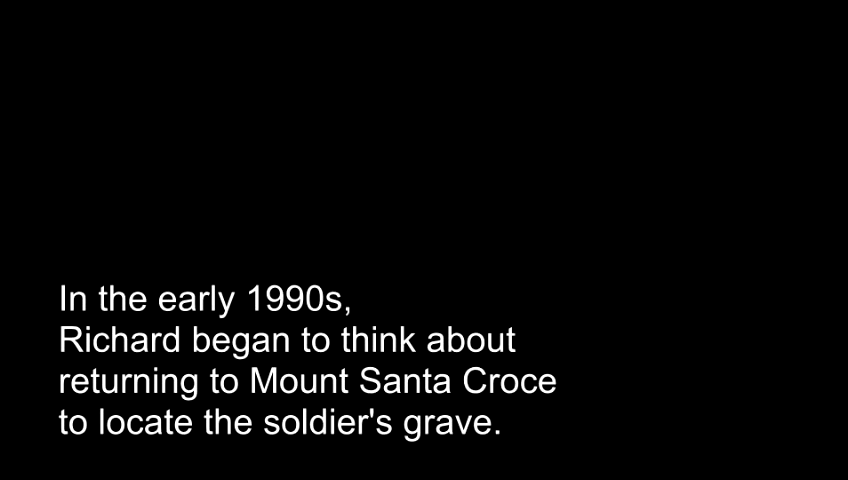 In the early 1990s,
Richard began to think about
returning to Mount Santa Croce
to locate the soldier's grave.